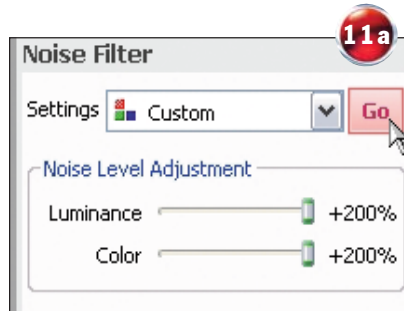 11a
Noise Filter
Settings Custom Go
Noise Level Adjustment
Luminance +200%
Color +200%